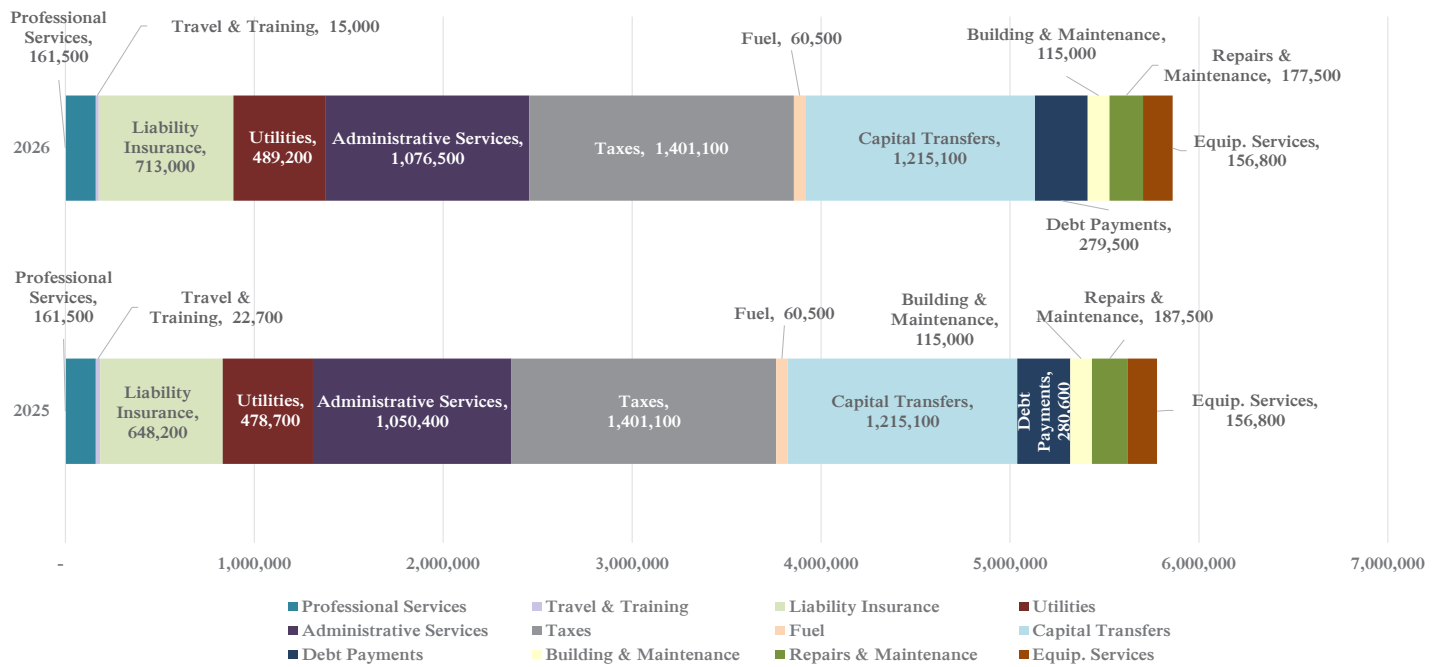 Professional
Services,
161,500
Travel & Training, 15,000
Fuel, 60,500
Building & Maintenance,
115,000
Repairs &
Maintenance, 177,500
2026
Liability
Insurance,
713,000
Utilities,
489,200
Administrative Services,
1,076,500
Taxes, 1,401,100
Capital Transfers,
1,215,100
Equip. Services,
156,800
Debt Payments,
279,500
Professional
Services,
161,500
Travel &
Training, 22,700
Fuel, 60,500
Building &
Maintenance,
115,000
Repairs &
Maintenance, 187,500
2025
Liability
Insurance,
648,200
Utilities,
478,700
Administrative Services,
1,050,400
Taxes,
1,401,100
Capital Transfers,
1,215,100
Debt
Payments,
280,600
Equip. Services,
156,800
- 1,000,000 2,000,000 3,000,000 4,000,000 5,000,000 6,000,000 7,000,000
Professional Services Travel & Training Liability Insurance Utilities
Administrative Services Taxes Fuel Capital Transfers
Debt Payments Building & Maintenance Repairs & Maintenance Equip. Services